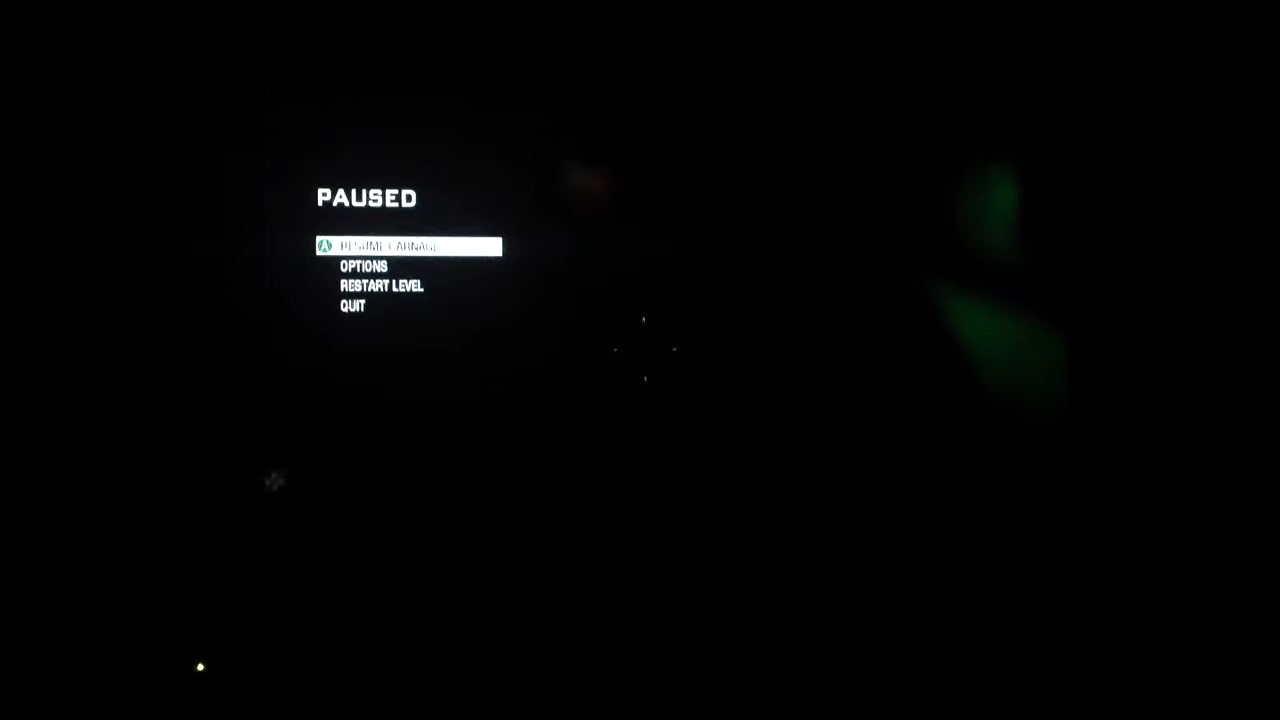 PAUSED
A RESUME CARNAGE
OPTIONS
RESTART LEVEL
QUIT